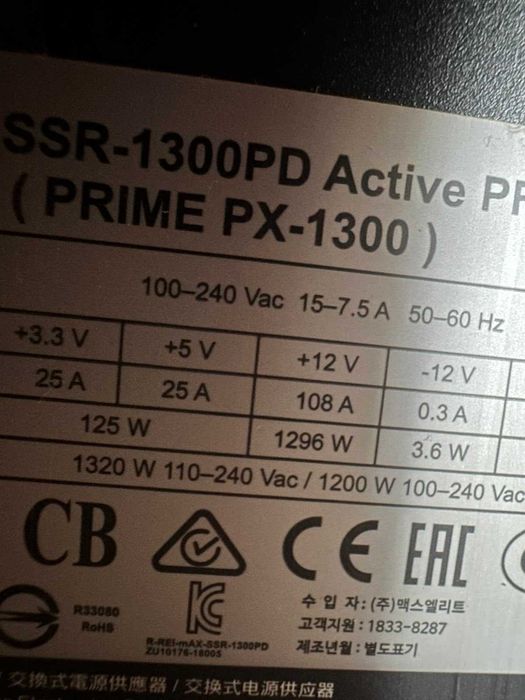 SSR-1300PD Active PF
( PRIME PX-1300 )
100–240 Vac 15–7.5 A 50–60 Hz
+3.3 V +5 V +12 V -12 V
25 A 25 A 108 A 0.3 A
125 W 1296 W 3.6 W
1320 W 110–240 Vac / 1200 W 100–240 Vac
CB CE EAC
R33080
RoHS
R-REI-mAX-SSR-1300PD
ZU10176-18005
수 입 자: (주)맥스엘리트
고객지원 : 1833-8287
제조년월 : 별도표기
/ 交換式電源供應器 / 交换式电源供应器